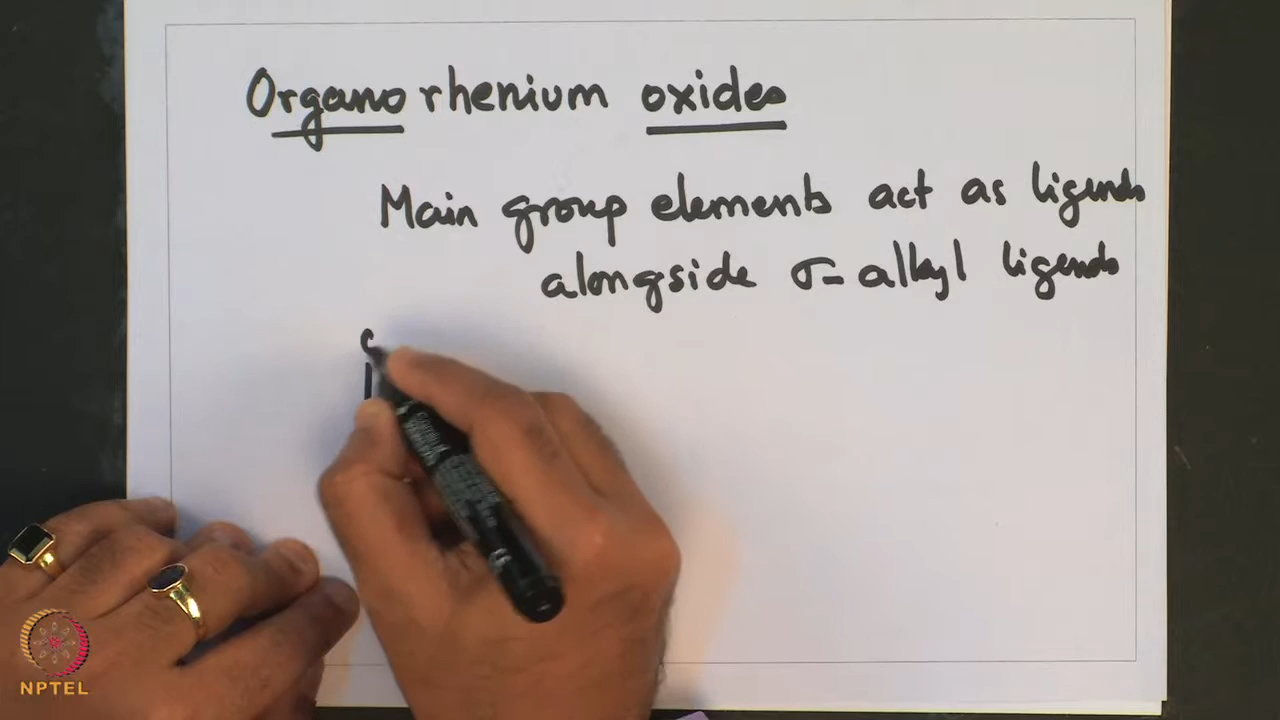 Organorhenium oxides
Main group elements act as ligands
alongside σ-alkyl ligands
C
NPTEL